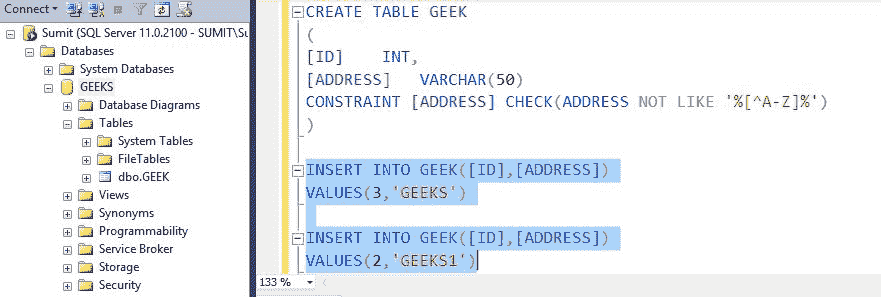 Connect
Sumit (SQL Server 11.0.2100 - SUMIT\Su
Databases
System Databases
GEEKS
Database Diagrams
Tables
System Tables
FileTables
dbo.GEEK
Views
Synonyms
Programmability
Service Broker
Storage
Security
CREATE TABLE GEEK
(
[ID] INT,
[ADDRESS] VARCHAR(50)
CONSTRAINT [ADDRESS] CHECK(ADDRESS NOT LIKE '%[^A-Z]%')
)
INSERT INTO GEEK([ID],[ADDRESS])
VALUES(3,'GEEKS')
INSERT INTO GEEK([ID],[ADDRESS])
VALUES(2,'GEEKS1')
133 %